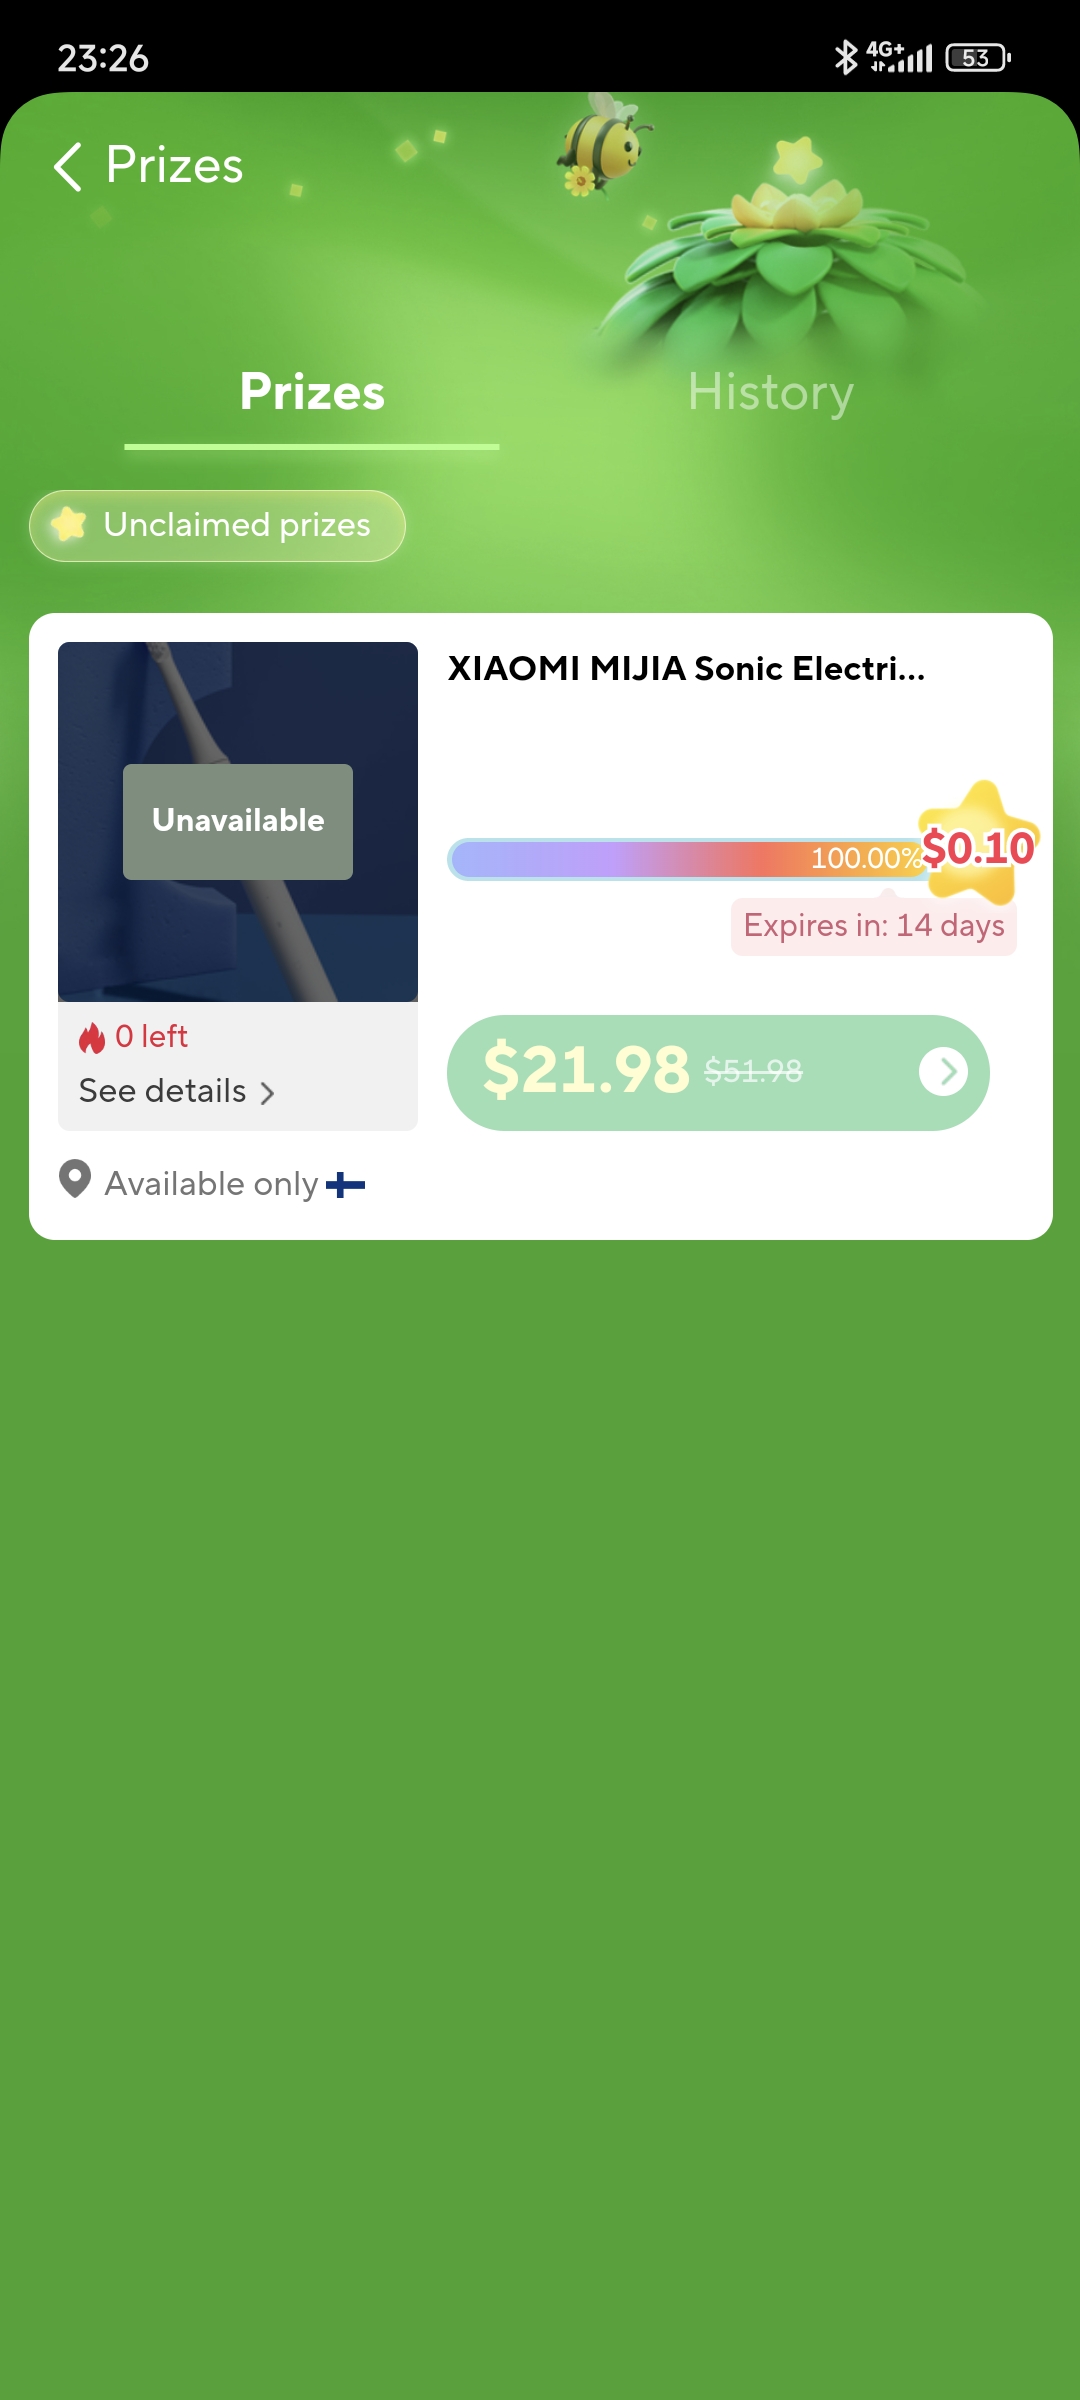 23:26
4G+
53
Prizes
Prizes
History
Unclaimed prizes
XIAOMI MIJIA Sonic Electri...
Unavailable
100.00%
$0.10
Expires in: 14 days
0 left
See details
$21.98 $51.98
Available only